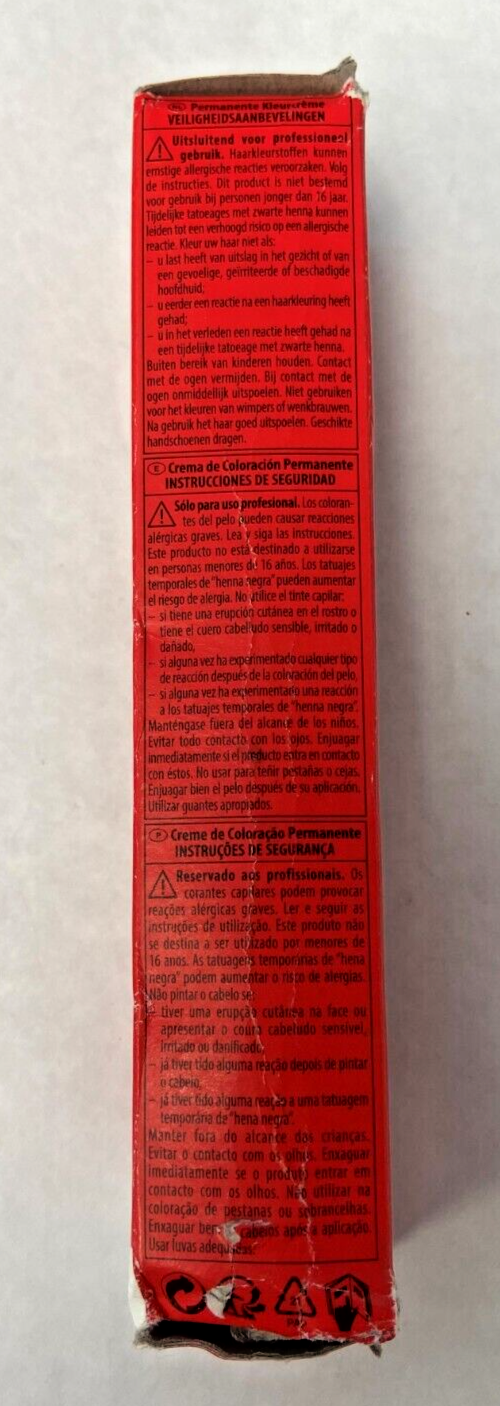 NL Permanente Kleurcrème
VEILIGHEIDSAANBEVELINGEN
Uitsluitend voor professioneel
gebruik. Haarkleurstoffen kunnen
ernstige allergische reacties veroorzaken. Volg
de instructies. Dit product is niet bestemd
voor gebruik bij personen jonger dan 16 jaar.
Tijdelijke tatoeages met zwarte henna kunnen
leiden tot een verhoogd risico op een allergische
reactie. Kleur uw haar niet als:
– u last heeft van uitslag in het gezicht of van
een gevoelige, geïrriteerde of beschadigde
hoofdhuid;
– u eerder een reactie na een haarkleuring heeft
gehad;
– u in het verleden een reactie heeft gehad na
een tijdelijke tatoeage met zwarte henna.
Buiten bereik van kinderen houden. Contact
met de ogen vermijden. Bij contact met de
ogen onmiddellijk uitspoelen. Niet gebruiken
voor het kleuren van wimpers of wenkbrauwen.
Na gebruik het haar goed uitspoelen. Geschikte
handschoenen dragen.
E Crema de Coloración Permanente
INSTRUCCIONES DE SEGURIDAD
Sólo para uso profesional. Los coloran-
tes del pelo pueden causar reacciones
alérgicas graves. Lea y siga las instrucciones.
Este producto no está destinado a utilizarse
en personas menores de 16 años. Los tatuajes
temporales de "henna negra" pueden aumentar
el riesgo de alergia. No utilice el tinte capilar:
– si tiene una erupción cutánea en el rostro o
tiene el cuero cabelludo sensible, irritado o
dañado,
– si alguna vez ha experimentado cualquier tipo
de reacción después de la coloración del pelo,
– si alguna vez ha experimentado una reacción
a los tatuajes temporales de "henna negra".
Manténgase fuera del alcance de los niños.
Evitar todo contacto con los ojos. Enjuagar
inmediatamente si el producto entra en contacto
con éstos. No usar para teñir pestañas o cejas.
Enjuagar bien el pelo después de su aplicación.
Utilizar guantes apropiados.
P Creme de Coloração Permanente
INSTRUÇÕES DE SEGURANÇA
Reservado aos profissionais. Os
corantes capilares podem provocar
reações alérgicas graves. Ler e seguir as
instruções de utilização. Este produto não
se destina a ser utilizado por menores de
16 anos. As tatuagens temporárias de "hena
negra" podem aumentar o risco de alergias.
Não pintar o cabelo se:
– tiver uma erupção cutânea na face ou
apresentar o couro cabeludo sensível,
irritado ou danificado,
– já tiver tido alguma reação depois de pintar
o cabelo,
– já tiver tido alguma reação a uma tatuagem
temporária de "hena negra".
Manter fora do alcance das crianças.
Evitar o contacto com os olhos. Enxaguar
imediatamente se o produto entrar em
contacto com os olhos. Não utilizar na
coloração de pestanas ou sobrancelhas.
Enxaguar bem cabelos após a aplicação.
Usar luvas adequadas.